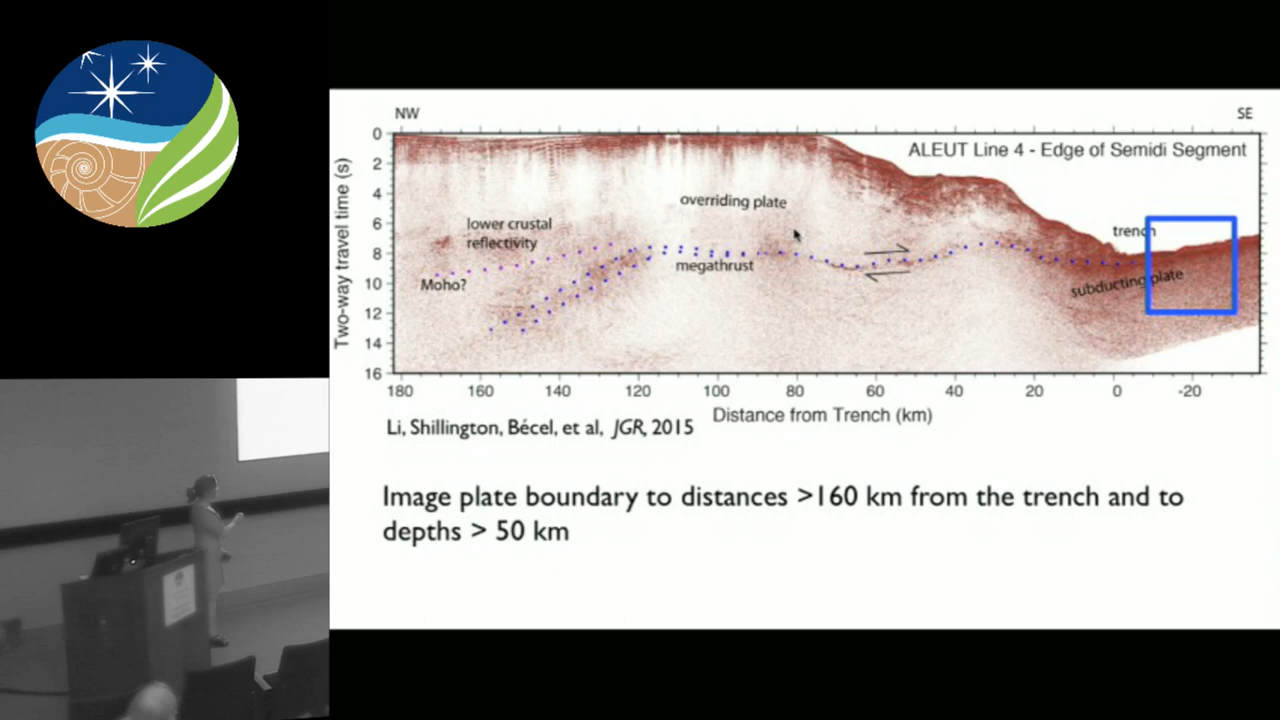 NW
SE
ALEUT Line 4 - Edge of Semidi Segment
0
2
4
6
8
10
12
14
16
Two-way travel time (s)
overriding plate
lower crustal
reflectivity
trench
megathrust
Moho?
subducting plate
180
160
140
120
100
80
60
40
20
0
-20
Distance from Trench (km)
Li, Shillington, Bécel, et al, JGR, 2015
Image plate boundary to distances >160 km from the trench and to
depths > 50 km